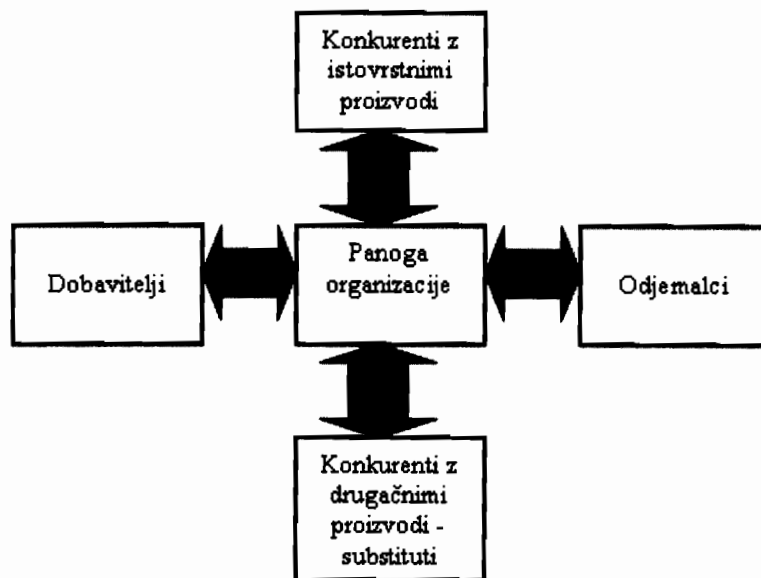 Konkurenti z
istovrstnimi
proizvodi
Dobavitelji
Panoga
organizacije
Odjemalci
Konkurenti z
drugačnimi
proizvodi -
substituti